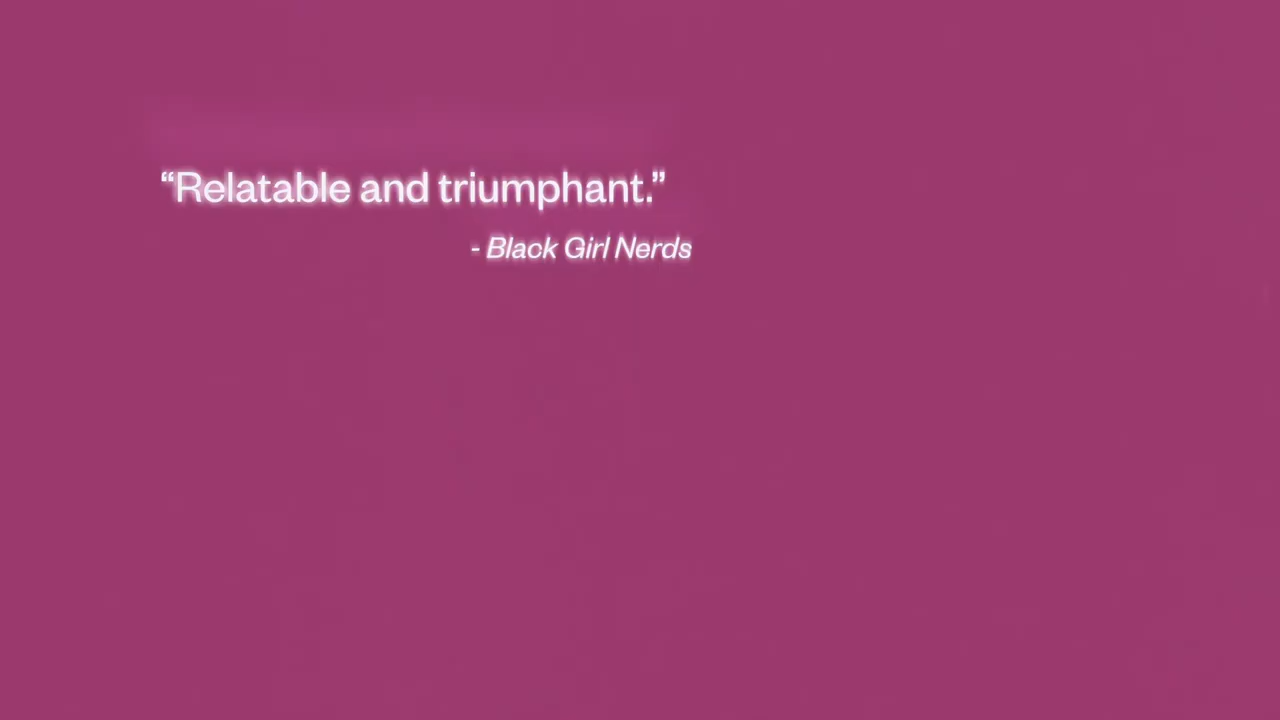 “Relatable and triumphant.”
- Black Girl Nerds